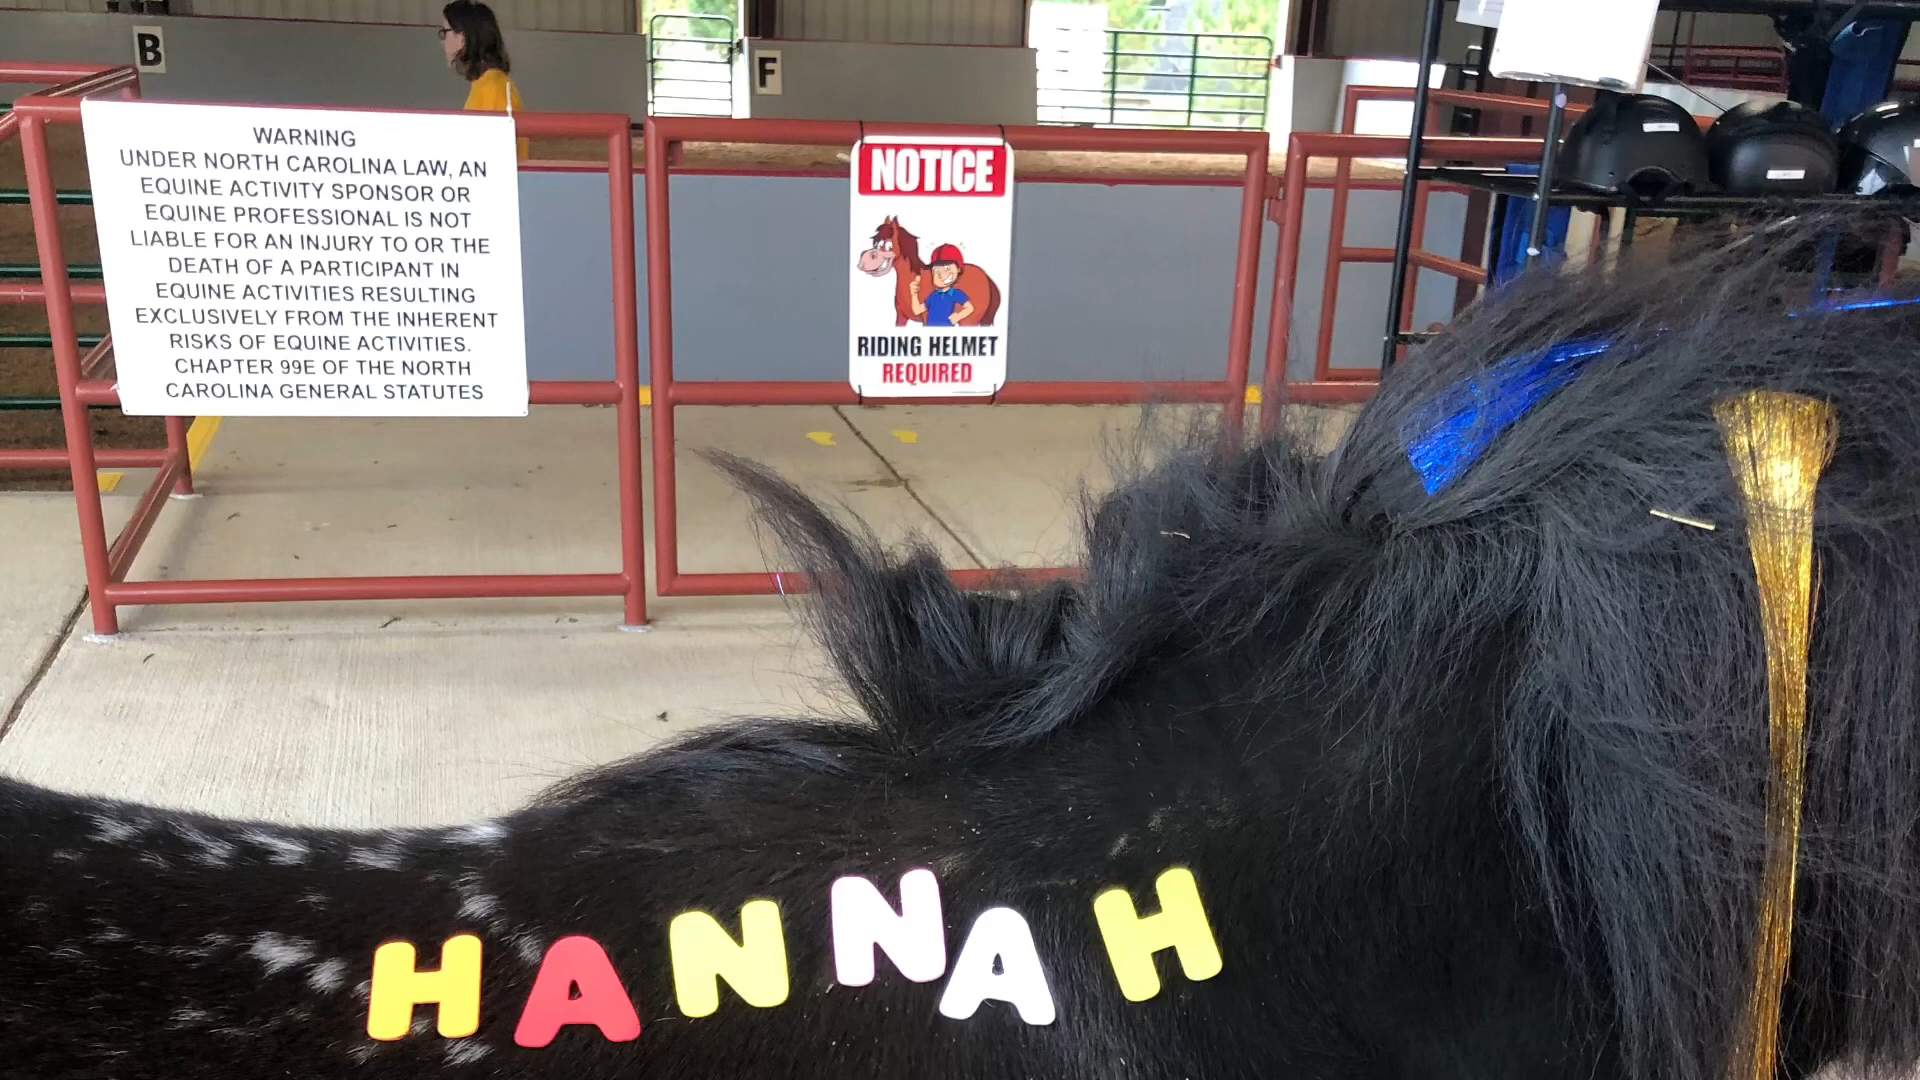 B
F
WARNING
UNDER NORTH CAROLINA LAW, AN
EQUINE ACTIVITY SPONSOR OR
EQUINE PROFESSIONAL IS NOT
LIABLE FOR AN INJURY TO OR THE
DEATH OF A PARTICIPANT IN
EQUINE ACTIVITIES RESULTING
EXCLUSIVELY FROM THE INHERENT
RISKS OF EQUINE ACTIVITIES.
CHAPTER 99E OF THE NORTH
CAROLINA GENERAL STATUTES
NOTICE
RIDING HELMET
REQUIRED
HANNAH